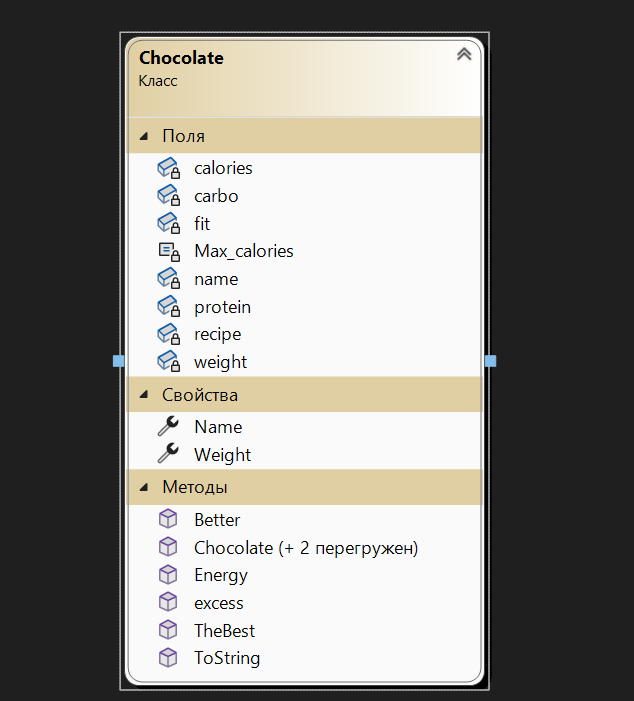 Chocolate
Класс
Поля
calories
carbo
fit
Max_calories
name
protein
recipe
weight
Свойства
Name
Weight
Методы
Better
Chocolate (+ 2 перегружен)
Energy
excess
TheBest
ToString